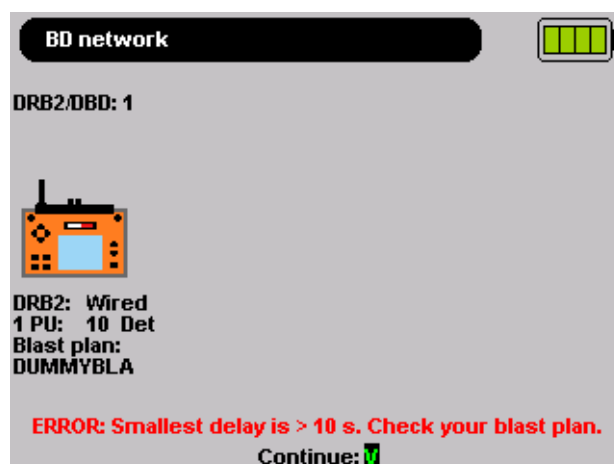 BD network
DRB2/DBD: 1
DRB2: Wired
1 PU: 10 Det
Blast plan:
DUMMYBLA
ERROR: Smallest delay is > 10 s. Check your blast plan.
Continue: V